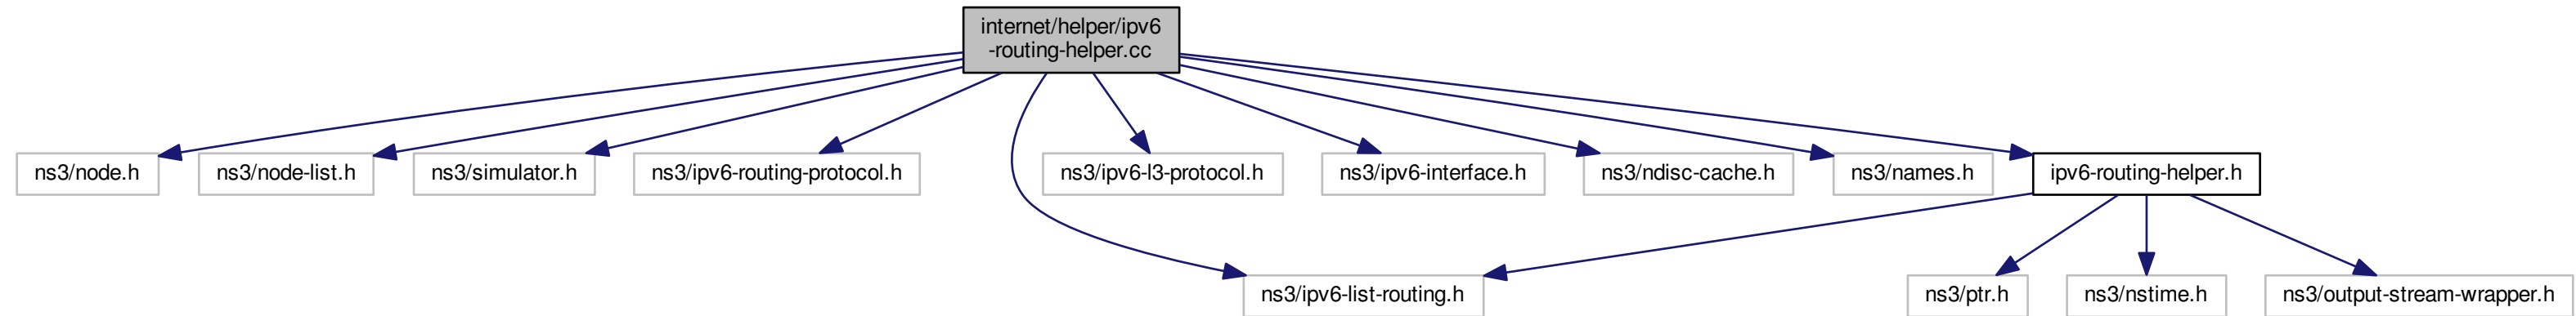 internet/helper/ipv6
-routing-helper.cc
ns3/node.h
ns3/node-list.h
ns3/simulator.h
ns3/ipv6-routing-protocol.h
ns3/ipv6-l3-protocol.h
ns3/ipv6-interface.h
ns3/ndisc-cache.h
ns3/names.h
ipv6-routing-helper.h
ns3/ipv6-list-routing.h
ns3/ptr.h
ns3/nstime.h
ns3/output-stream-wrapper.h